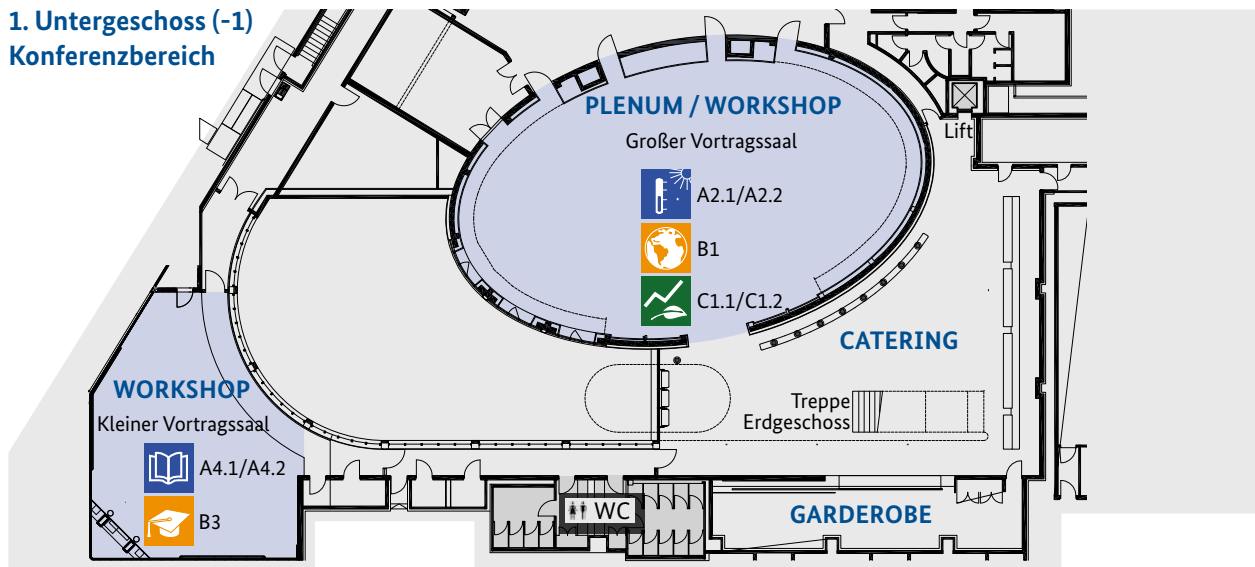 1. Untergeschoss (-1)
Konferenzbereich
PLENUM / WORKSHOP
Großer Vortragssaal
A2.1/A2.2
B1
C1.1/C1.2
Lift
CATERING
Treppe
Erdgeschoss
WORKSHOP
Kleiner Vortragssaal
A4.1/A4.2
B3
WC
GARDEROBE